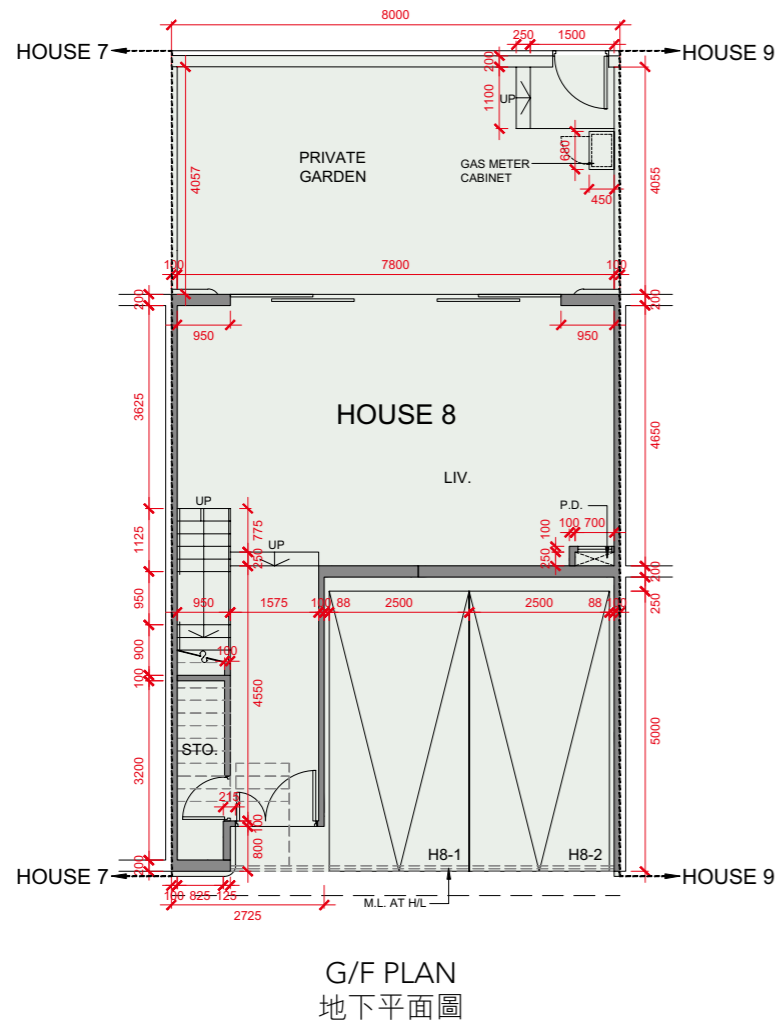 8000
HOUSE 7
250
1500
HOUSE 9
200
1100
UP
PRIVATE
GARDEN
GAS METER
CABINET
680
450
4057
4055
100
7800
100
200
200
950
950
3625
HOUSE 8
4650
LIV.
UP
P.D.
775
100 700
100
1125
UP
250
250
200
950
950
1575
100
88
2500
2500
88
100
250
900
100
100
4550
5000
STO.
3200
215
100
800
H8-1
H8-2
200
HOUSE 7
HOUSE 9
100
825
125
M.L. AT H/L
2725
G/F PLAN
地下平面圖